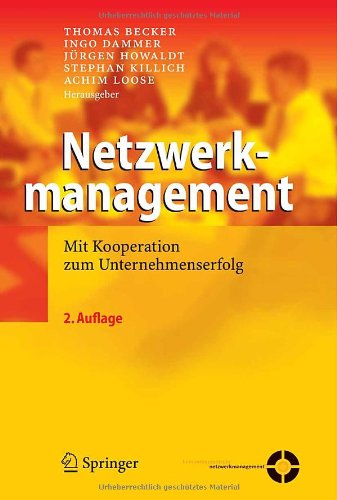 Urheberrechtlich geschütztes Material
THOMAS BECKER
INGO DAMMER
JÜRGEN HOWALDT
STEPHAN KILLICH
ACHIM LOOSE
Herausgeber
Netzwerk-
management
Mit Kooperation
zum Unternehmenserfolg
2. Auflage
Springer
netzwerkmanagement
Urheberrechtlich geschütztes Material